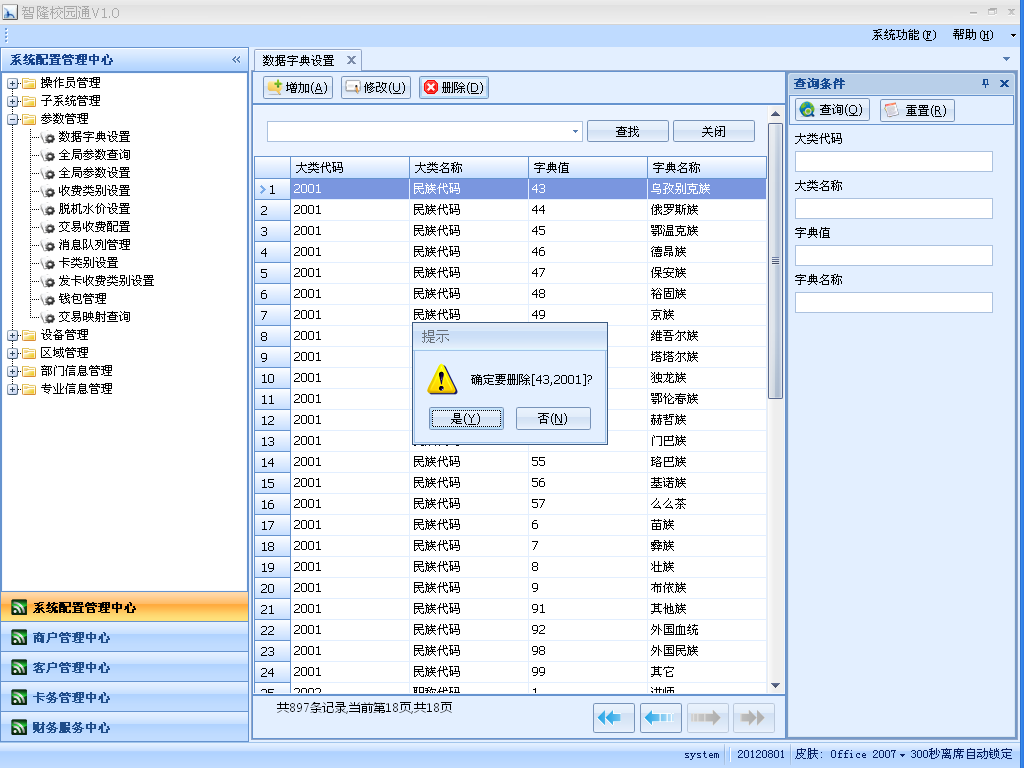 智隆校园通V1.0
系统功能(F) 帮助(H)
系统配置管理中心
操作员管理
子系统管理
参数管理
数据字典设置
全局参数查询
全局参数设置
收费类别设置
脱机水价设置
交易收费配置
消息队列管理
卡类别设置
发卡收费类别设置
钱包管理
交易映射查询
设备管理
区域管理
部门信息管理
专业信息管理
系统配置管理中心
商户管理中心
客户管理中心
卡务管理中心
财务服务中心
数据字典设置
增加(A) 修改(U) 删除(D)
查找 关闭
大类代码 大类名称 字典值 字典名称
1 2001 民族代码 43 乌孜别克族
2 2001 民族代码 44 俄罗斯族
3 2001 民族代码 45 鄂温克族
4 2001 民族代码 46 德昂族
5 2001 民族代码 47 保安族
6 2001 民族代码 48 裕固族
7 2001 民族代码 49 京族
8 2001 维吾尔族
9 2001 塔塔尔族
10 2001 独龙族
11 2001 鄂伦春族
12 2001 赫哲族
13 2001 门巴族
14 2001 民族代码 55 珞巴族
15 2001 民族代码 56 基诺族
16 2001 民族代码 57 么么茶
17 2001 民族代码 6 苗族
18 2001 民族代码 7 彝族
19 2001 民族代码 8 壮族
20 2001 民族代码 9 布依族
21 2001 民族代码 91 其他族
22 2001 民族代码 92 外国血统
23 2001 民族代码 98 外国民族
24 2001 民族代码 99 其它
25 2002 职称代码 1 讲师
提示
确定要删除[43,2001]?
是(Y) 否(N)
共897条记录,当前第18页,共18页
查询条件
查询(Q) 重置(R)
大类代码
大类名称
字典值
字典名称
system 20120801 皮肤: Office 2007 300秒离席自动锁定